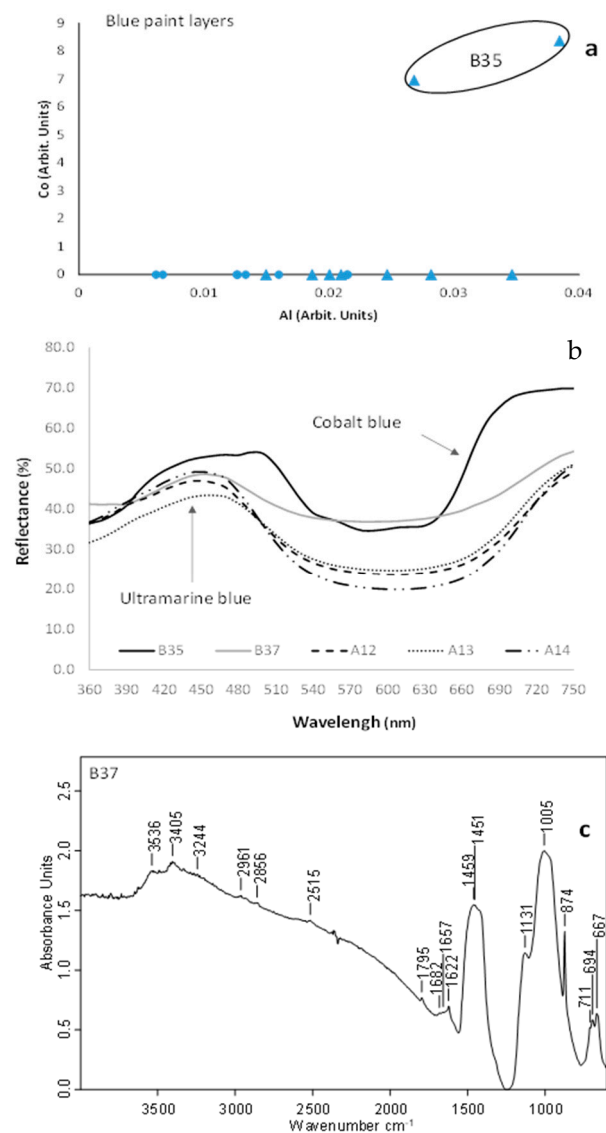 Blue paint layers
a
9
8
7
6
5
4
3
2
1
0
Co (Arbit. Units)
B35
0 0.01 0.02 0.03 0.04
Al (Arbit. Units)
b
80.0
70.0
60.0
50.0
40.0
30.0
20.0
10.0
0.0
Reflectance (%)
Cobalt blue
Ultramarine blue
B35 B37 A12 A13 A14
360 390 420 450 480 510 540 570 600 630 660 690 720 750
Wavelengh (nm)
B37
c
2.5
2.0
1.5
1.0
0.5
0.0
Absorbance Units
3536
3405
3244
2961
2856
2515
1795
1682
1657
1622
1459
1451
1131
1005
874
711
694
667
3500 3000 2500 2000 1500 1000
Wavenumber cm-1